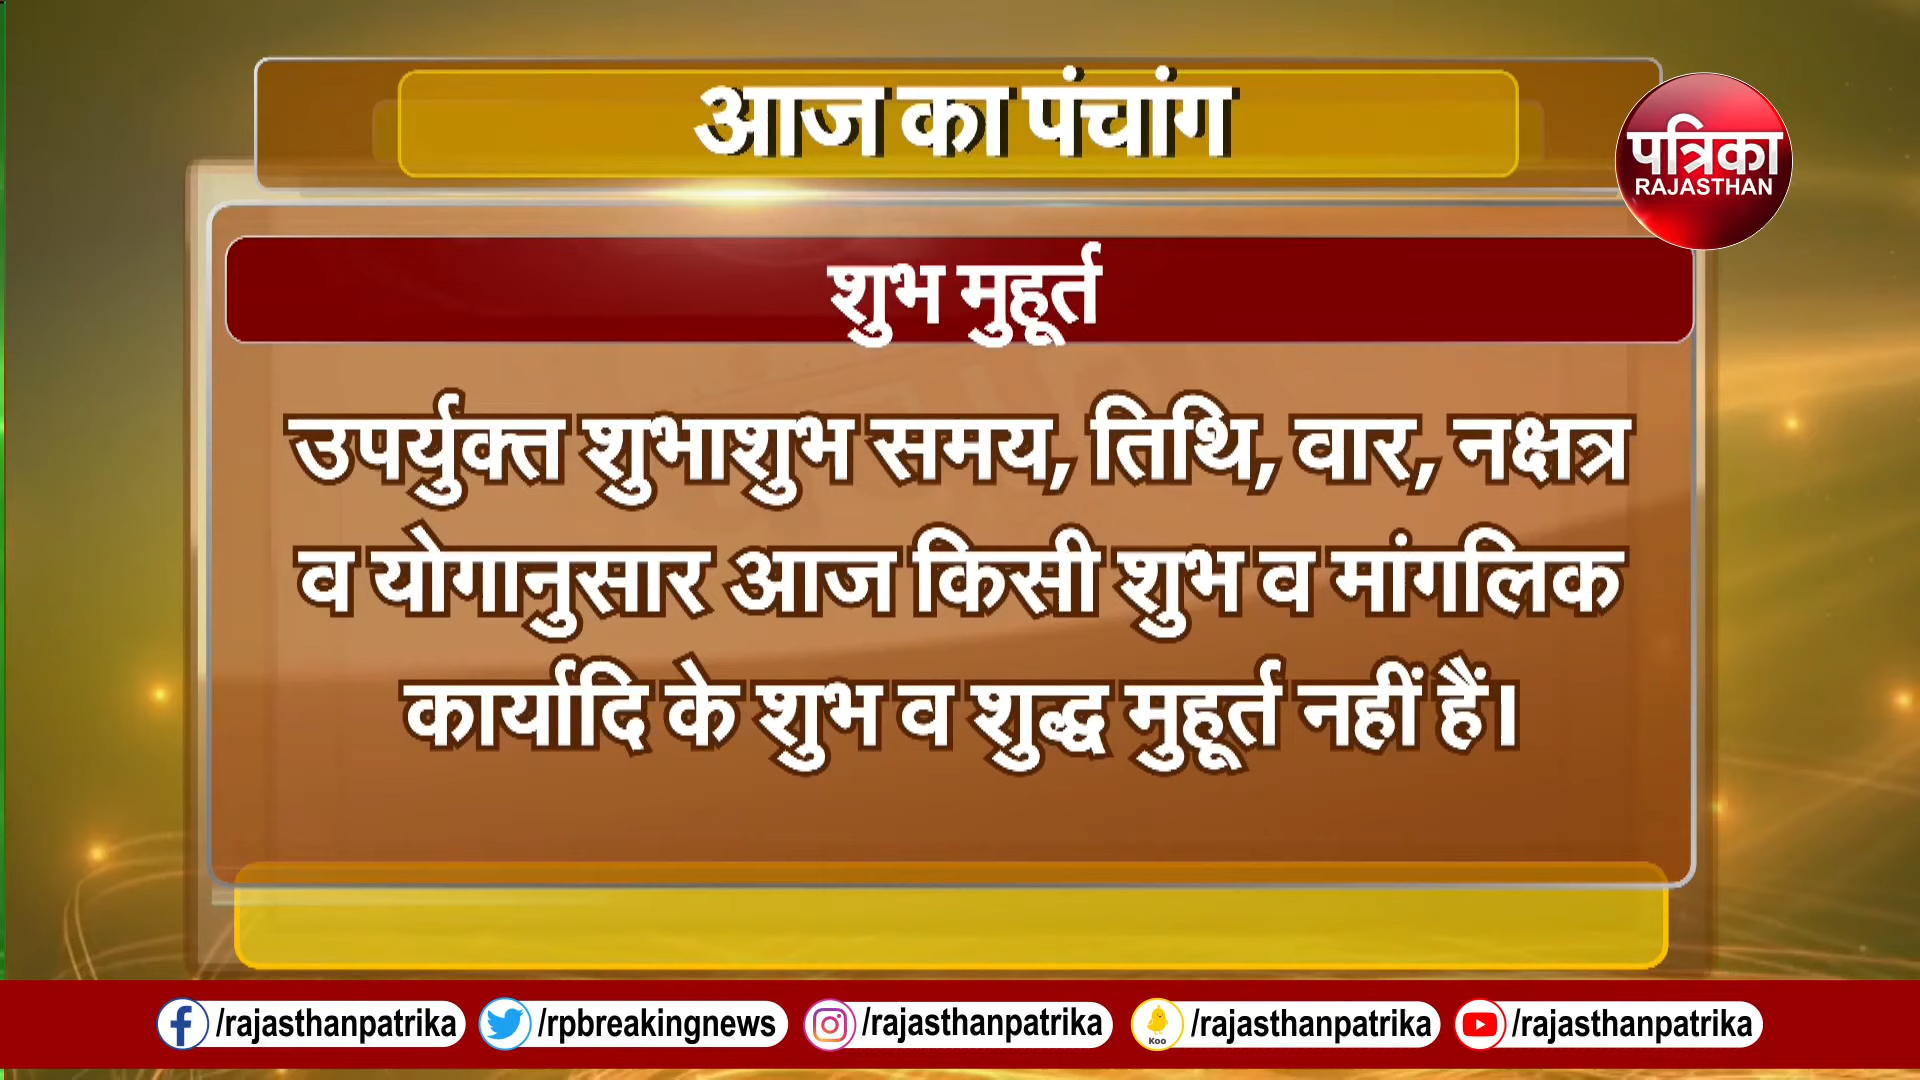 आज का पंचांग
पत्रिका
RAJASTHAN
शुभ मुहूर्त
उपर्युक्त शुभाशुभ समय, तिथि, वार, नक्षत्र
व योगानुसार आज किसी शुभ व मांगलिक
कार्यादि के शुभ व शुद्ध मुहूर्त नहीं हैं।
/rajasthanpatrika /rpbreakingnews /rajasthanpatrika Koo /rajasthanpatrika /rajasthanpatrika